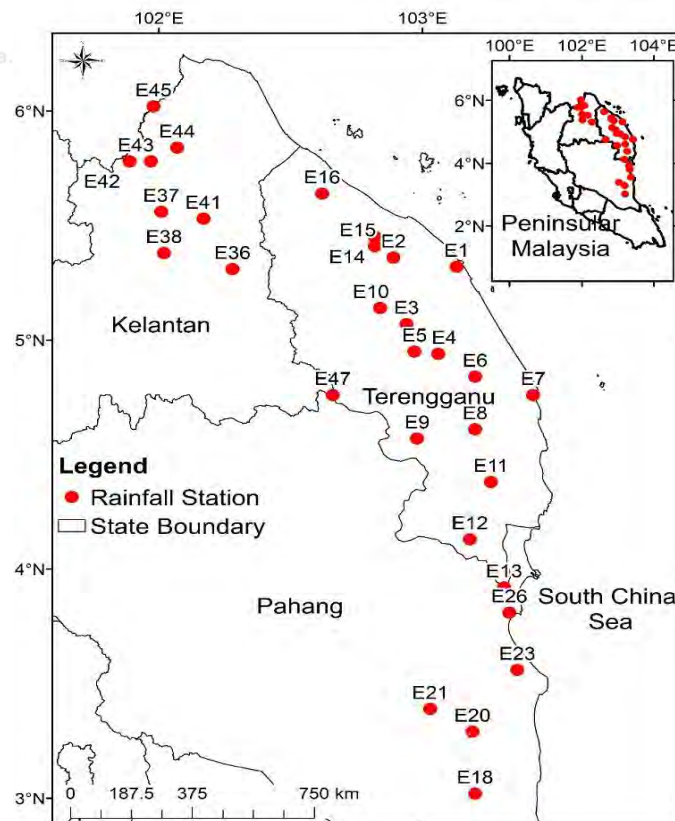 102°
103°
100°E
102°E
104°E
6°N
5°N
4°N
3°N
6°N
4°N
2°N
Peninsular
Malaysia
E45
E44
E43
E42
E37
E41
E38
E36
Kelantan
E16
E15
E2
E14
E1
E10
E3
E5
E4
E6
E47
E7
Terengganu
E8
E9
E11
E12
E13
E26
South China
Sea
Pahang
E23
E21
E20
E18
Legend
Rainfall Station
State Boundary
0 187.5 375 750 km